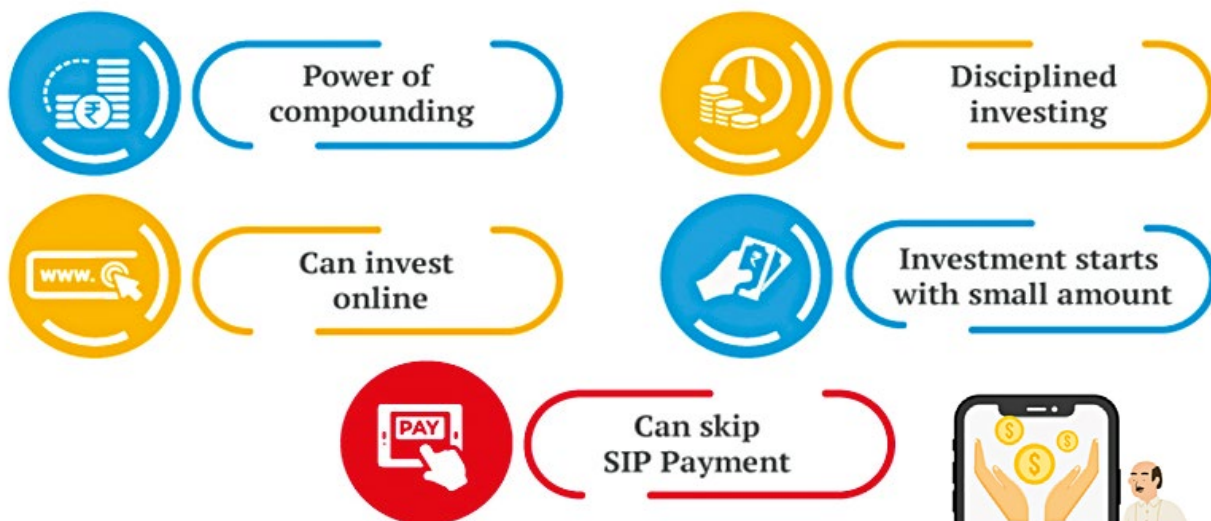 Power of
compounding
Disciplined
investing
www.
Can invest
online
₹
Investment starts
with small amount
PAY
Can skip
SIP Payment
$
$
$